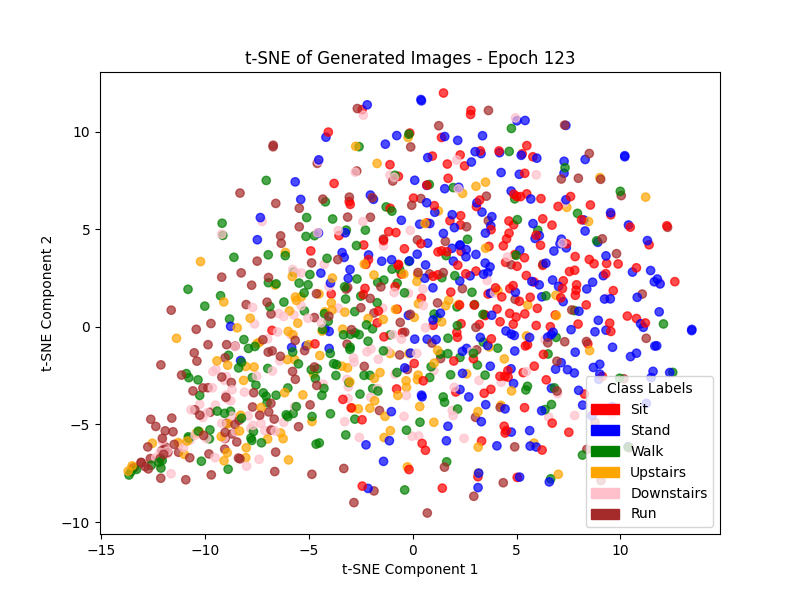 t-SNE of Generated Images - Epoch 123
t-SNE Component 2
10
5
0
−5
−10
Class Labels
Sit
Stand
Walk
Upstairs
Downstairs
Run
−15
−10
−5
0
5
10
t-SNE Component 1